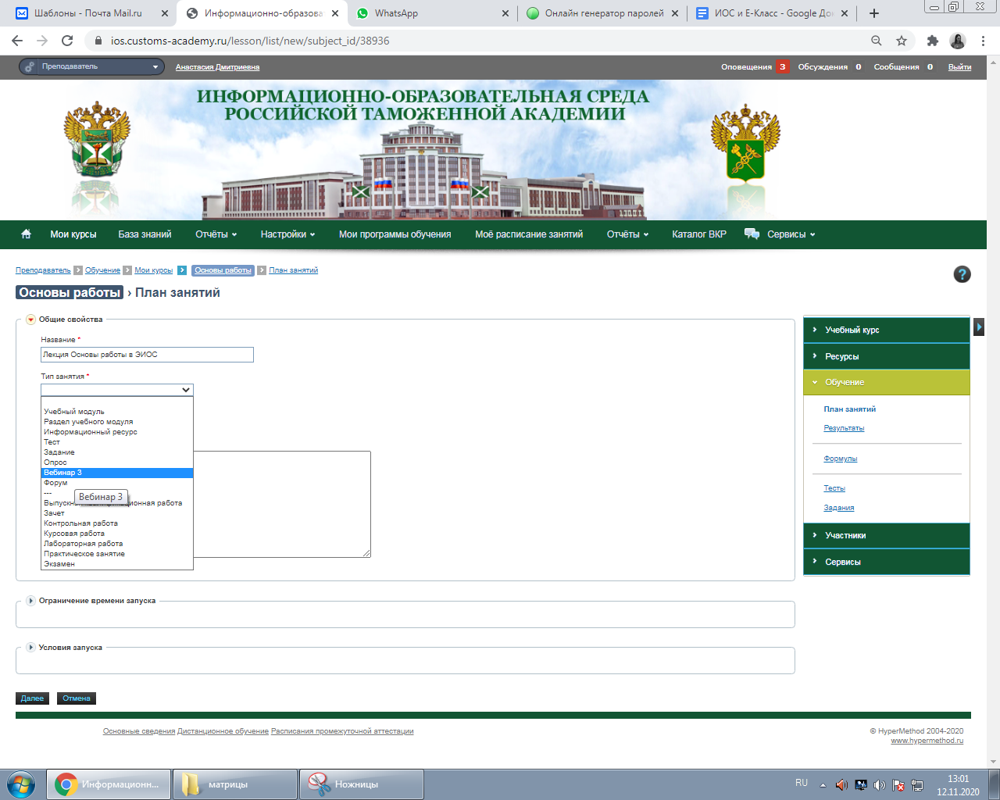 Шаблоны - Почта Mail.ru
Информационно-образова
WhatsApp
Онлайн генератор паролей
ИОС и Е-Класс - Google До
ios.customs-academy.ru/lesson/list/new/subject_id/38936
Преподаватель
Анастасия Дмитриевна
Оповещения 3 Обсуждения 0 Сообщения 0 Выйти
ИНФОРМАЦИОННО-ОБРАЗОВАТЕЛЬНАЯ СРЕДА
РОССИЙСКОЙ ТАМОЖЕННОЙ АКАДЕМИИ
Мои курсы База знаний Отчёты Настройки Мои программы обучения Моё расписание занятий Отчёты Каталог ВКР Сервисы
Преподаватель Обучение Мои курсы Основы работы План занятий
?
Основы работы › План занятий
Общие свойства
Название *
Лекция Основы работы в ЭИОС
Тип занятия *
Учебный модуль
Раздел учебного модуля
Информационный ресурс
Тест
Задание
Опрос
Вебинар 3
Форум
---
Вебинар 3
Зачет
Контрольная работа
Курсовая работа
Лабораторная работа
Практическое занятие
Экзамен
Учебный курс
Ресурсы
Обучение
План занятий
Результаты
Формулы
Тесты
Задания
Участники
Сервисы
Ограничение времени запуска
Условия запуска
Далее Отмена
Основные сведения Дистанционное обучение Расписания промежуточной аттестации
© HyperMethod 2004-2020
www.hypermethod.ru
Информационн...
матрицы
Ножницы
RU
13:01
12.11.2020